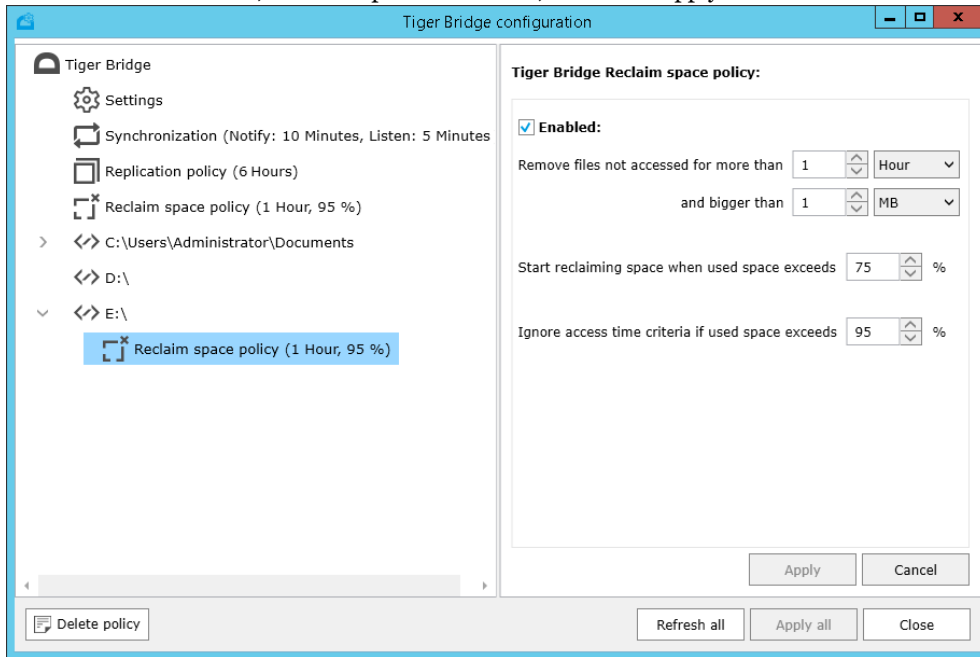 Tiger Bridge configuration
Tiger Bridge
Settings
Synchronization (Notify: 10 Minutes, Listen: 5 Minutes
Replication policy (6 Hours)
Reclaim space policy (1 Hour, 95 %)
C:\Users\Administrator\Documents
D:\
E:\
Reclaim space policy (1 Hour, 95 %)
Delete policy
Tiger Bridge Reclaim space policy:
Enabled:
Remove files not accessed for more than 1 Hour
and bigger than 1 MB
Start reclaiming space when used space exceeds 75 %
Ignore access time criteria if used space exceeds 95 %
Apply Cancel
Refresh all Apply all Close